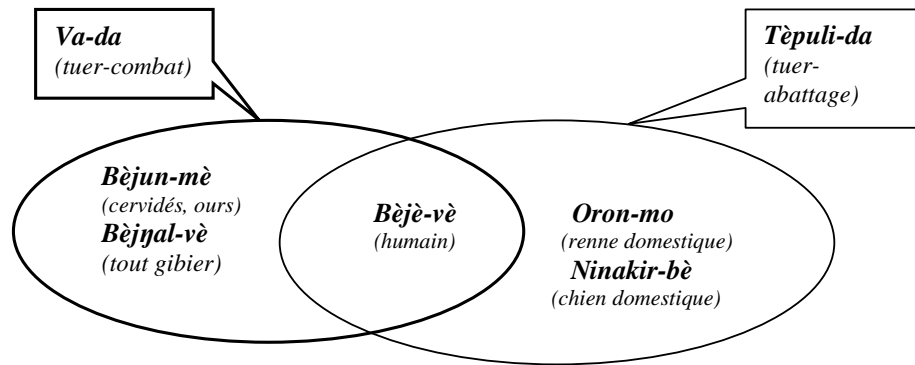 Va-da
(tuer-combat)
Tèpuli-da
(tuer-
abattage)
Bèjun-mè
(cervidés, ours)
Bèjŋal-vè
(tout gibier)
Bèjè-vè
(humain)
Oron-mo
(renne domestique)
Ninakir-bè
(chien domestique)